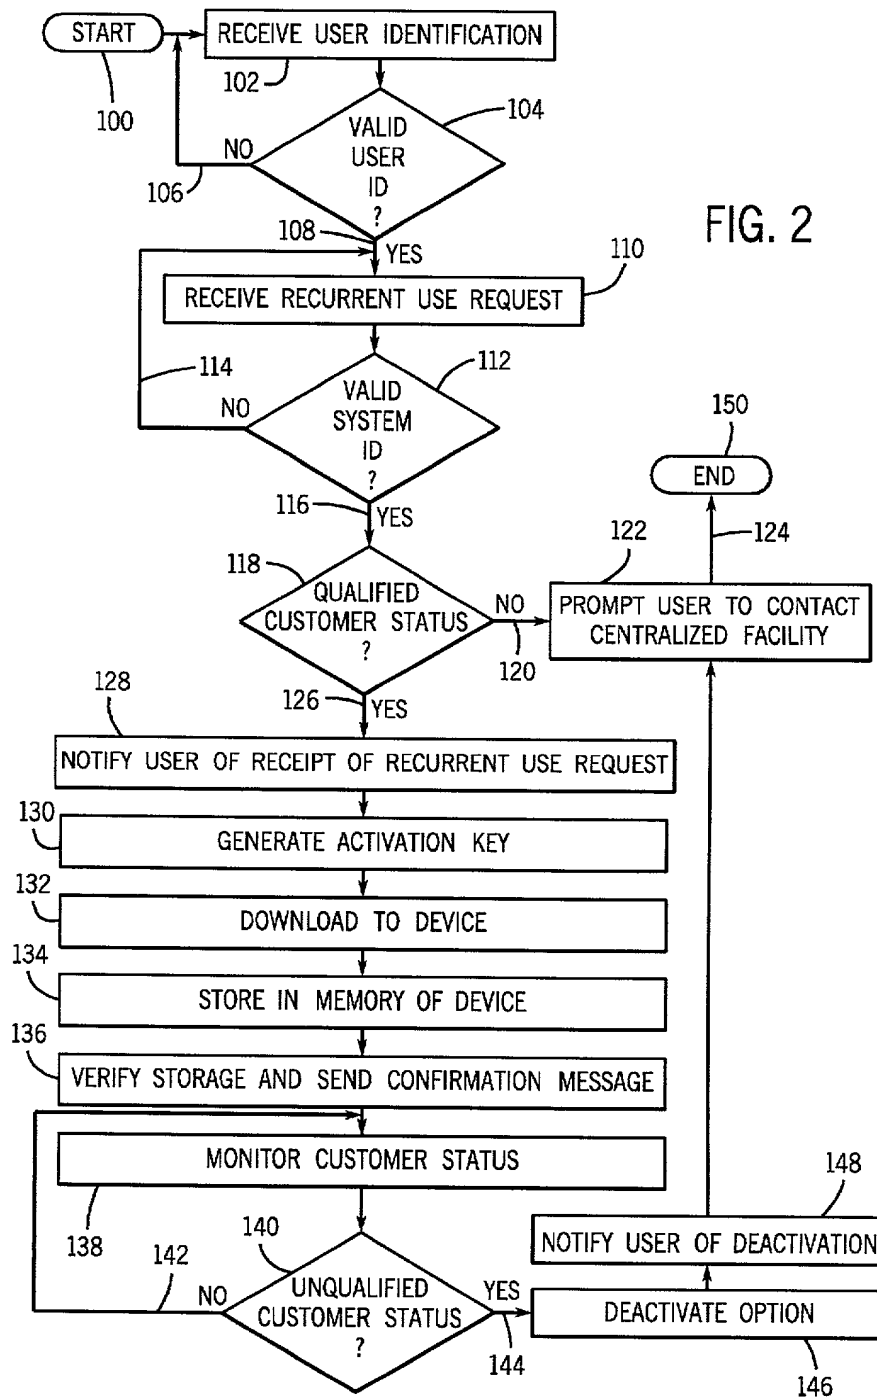 START
RECEIVE USER IDENTIFICATION
100
102
104
VALID
USER
ID
?
NO
106
108
YES
FIG. 2
110
RECEIVE RECURRENT USE REQUEST
114
112
VALID
SYSTEM
ID
?
NO
116
YES
150
END
124
118
QUALIFIED
CUSTOMER STATUS
?
NO
120
122
PROMPT USER TO CONTACT
CENTRALIZED FACILITY
126
YES
128
NOTIFY USER OF RECEIPT OF RECURRENT USE REQUEST
130
GENERATE ACTIVATION KEY
132
DOWNLOAD TO DEVICE
134
STORE IN MEMORY OF DEVICE
136
VERIFY STORAGE AND SEND CONFIRMATION MESSAGE
MONITOR CUSTOMER STATUS
138
142
140
UNQUALIFIED
CUSTOMER STATUS
?
NO
YES
144
148
NOTIFY USER OF DEACTIVATION
DEACTIVATE OPTION
146